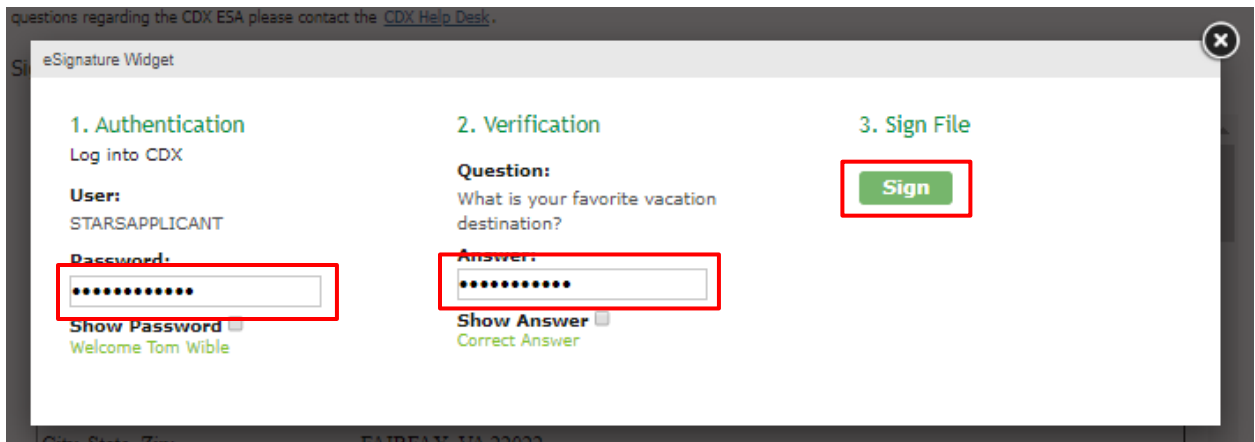 questions regarding the CDX ESA please contact the CDX Help Desk.
eSignature Widget
1. Authentication
Log into CDX
User:
STARSAPPLICANT
Password:
••••••••••••
Show Password
Welcome Tom Wible
2. Verification
Question:
What is your favorite vacation
destination?
Answer:
•••••••••••
Show Answer
Correct Answer
3. Sign File
Sign